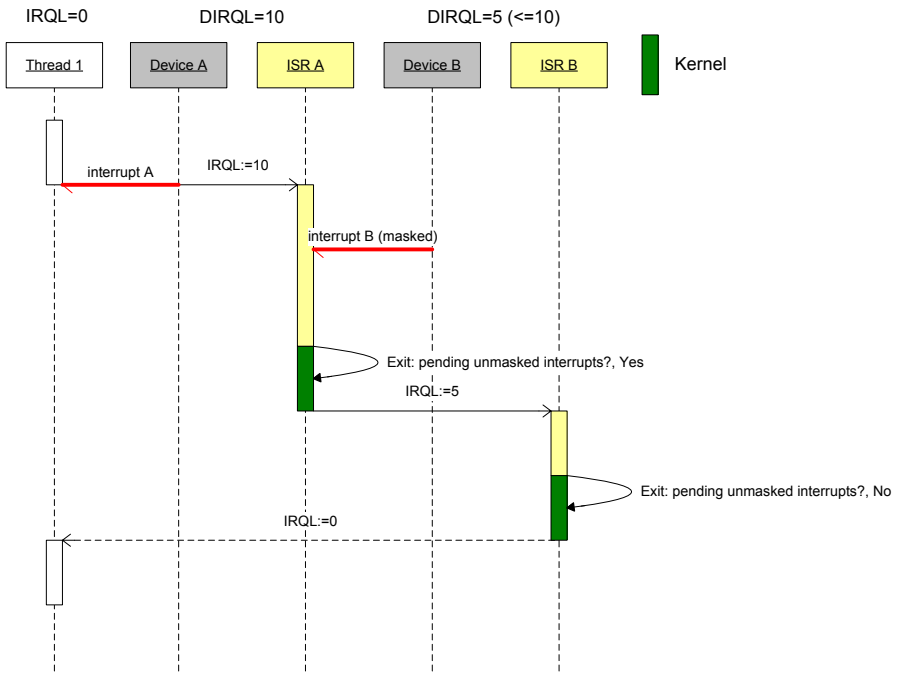 IRQL=0
DIRQL=10
DIRQL=5 (<=10)
Thread 1
Device A
ISR A
Device B
ISR B
Kernel
interrupt A
IRQL:=10
interrupt B (masked)
Exit: pending unmasked interrupts?, Yes
IRQL:=5
Exit: pending unmasked interrupts?, No
IRQL:=0